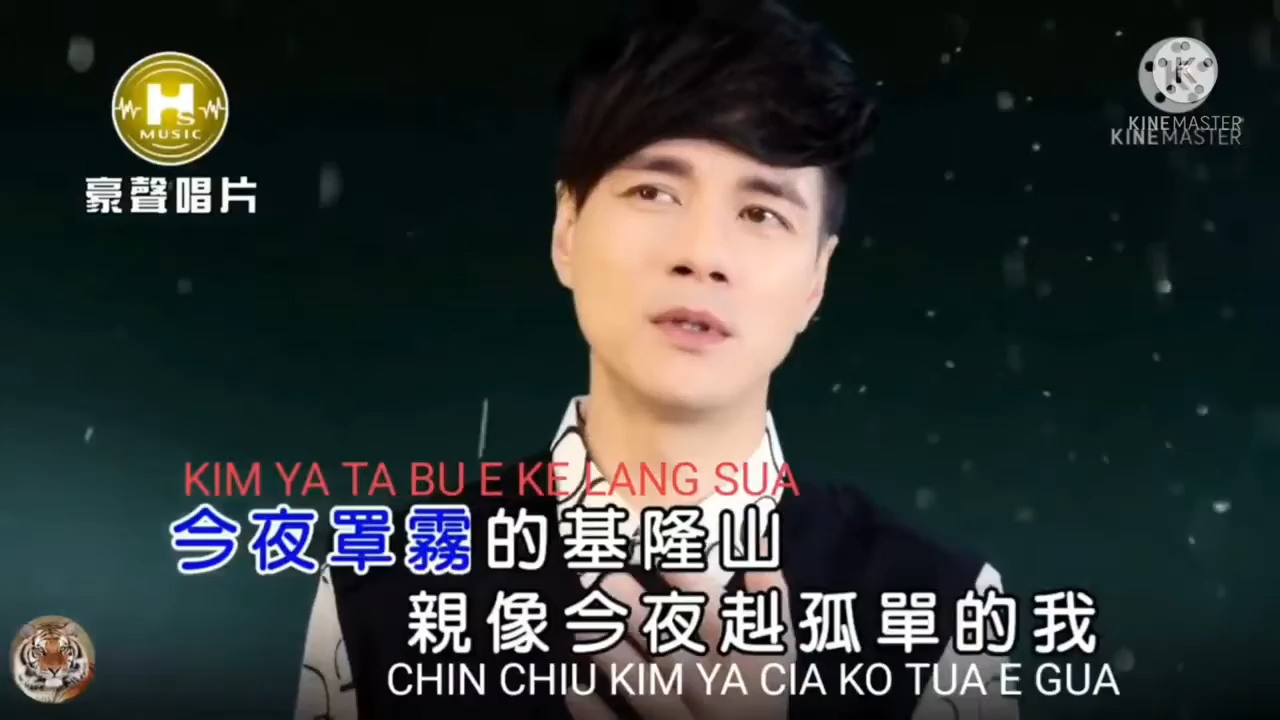 HS
MUSIC
豪聲唱片
KINEMASTER
KINEMASTER
KIM YA TA BU E KE LANG SUA
今夜罩霧的基隆山
親像今夜赳孤單的我
CHIN CHIU KIM YA CIA KO TUA E GUA